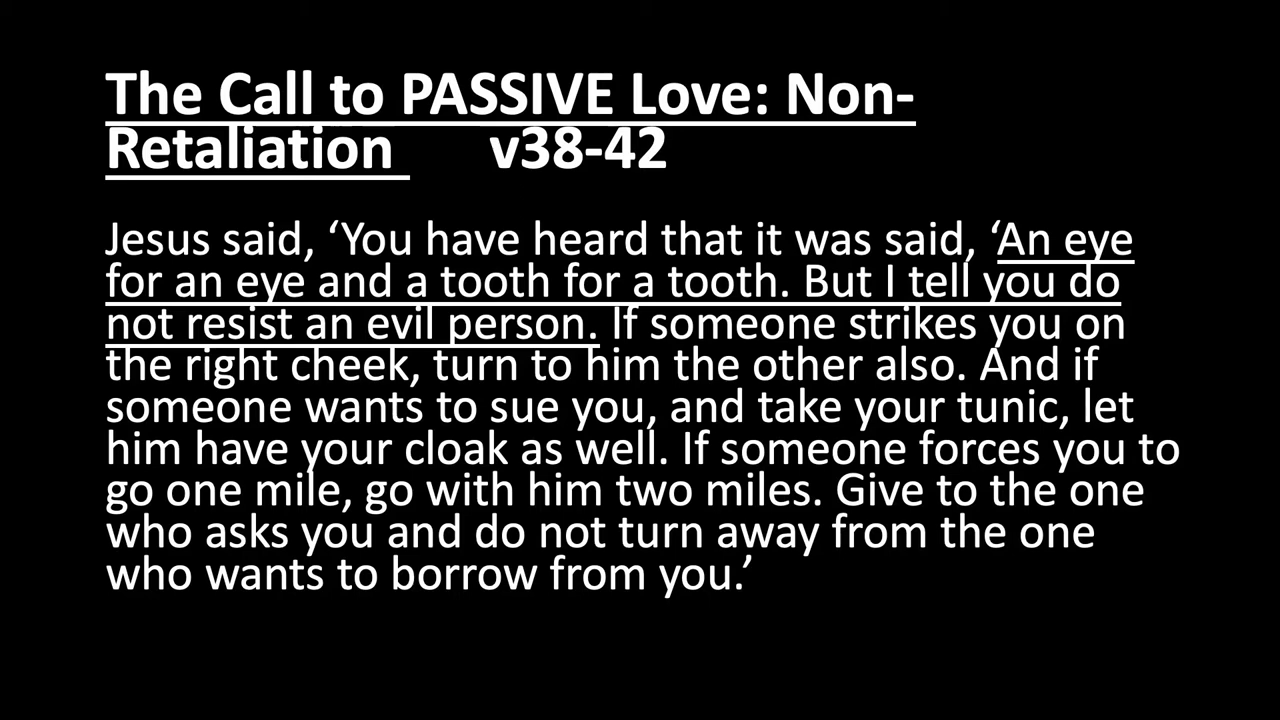 The Call to PASSIVE Love: Non-
Retaliation v38-42
Jesus said, ‘You have heard that it was said, ‘An eye
for an eye and a tooth for a tooth. But I tell you do
not resist an evil person. If someone strikes you on
the right cheek, turn to him the other also. And if
someone wants to sue you, and take your tunic, let
him have your cloak as well. If someone forces you to
go one mile, go with him two miles. Give to the one
who asks you and do not turn away from the one
who wants to borrow from you.’